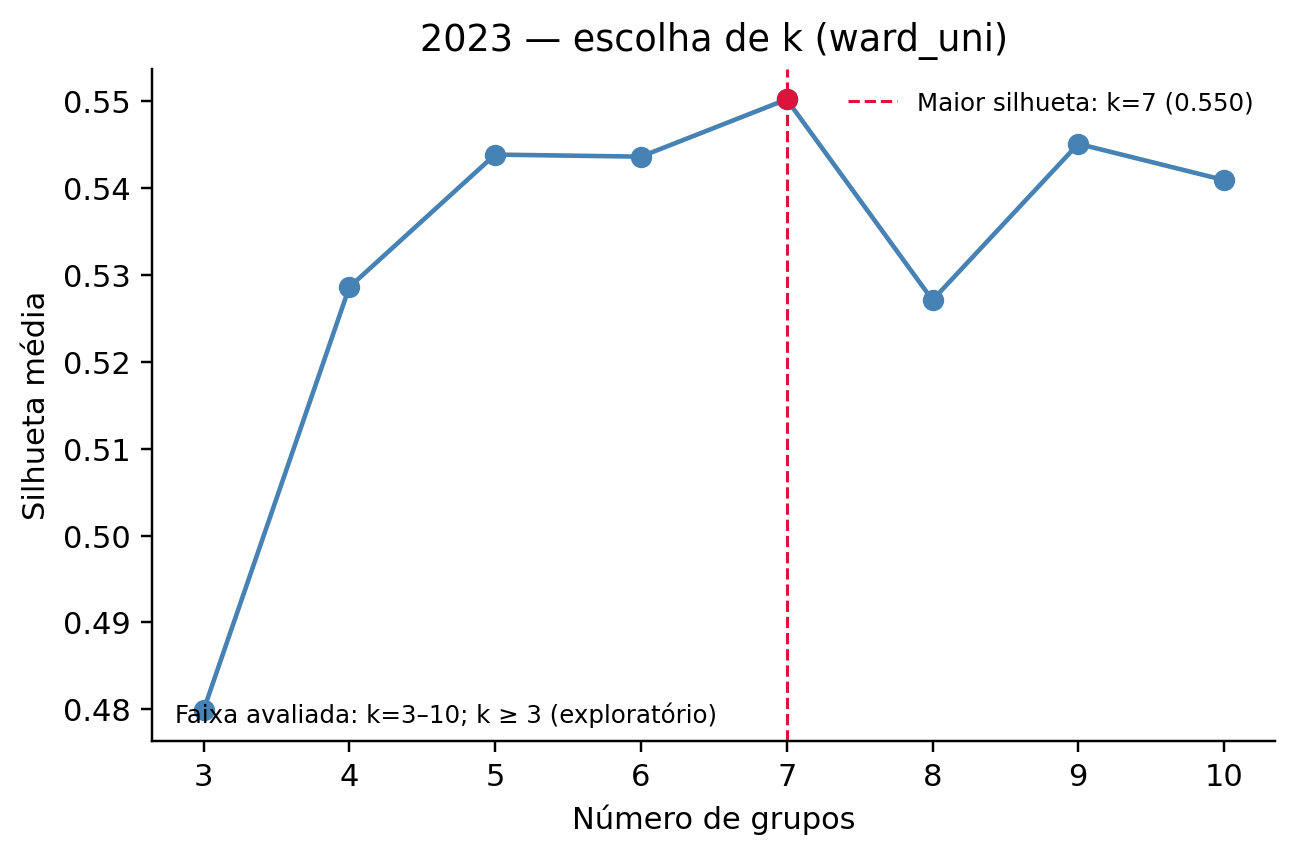 2023 — escolha de k (ward_uni)
Maior silhueta: k=7 (0.550)
Silhueta média
0.55
0.54
0.53
0.52
0.51
0.50
0.49
0.48
Faixa avaliada: k=3–10; k ≥ 3 (exploratório)
3 4 5 6 7 8 9 10
Número de grupos